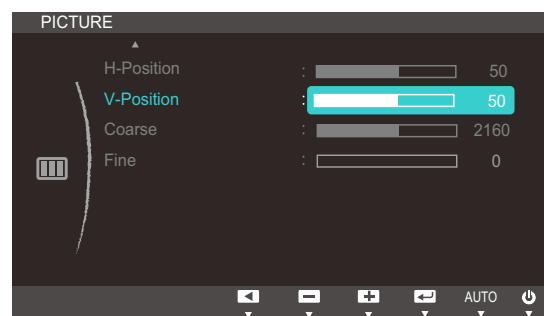 PICTURE
H-Position : 50
V-Position : 50
Coarse : 2160
Fine : 0
AUTO